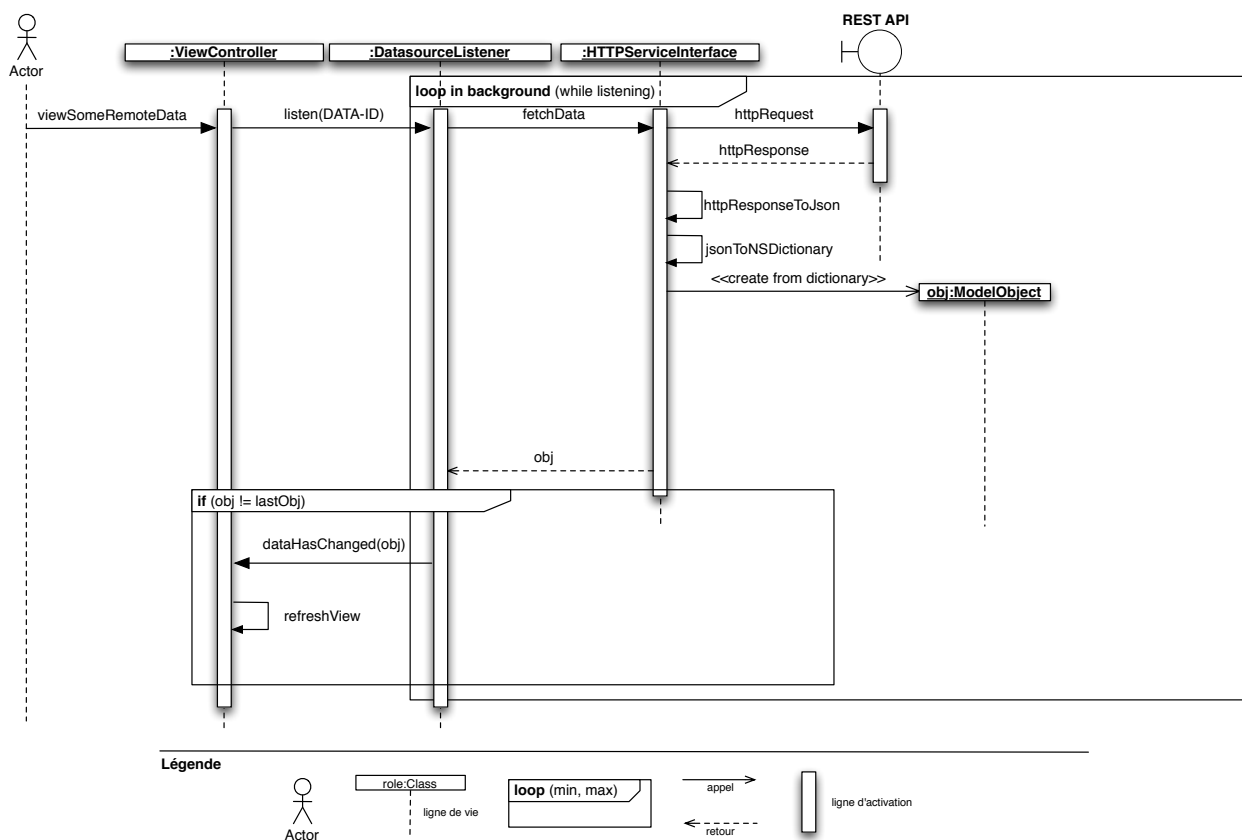 REST API
:ViewController
:DatasourceListener
:HTTPServiceInterface
Actor
loop in background (while listening)
viewSomeRemoteData
listen(DATA-ID)
fetchData
httpRequest
httpResponse
httpResponseToJson
jsonToNSDictionary
<<create from dictionary>>
obj:ModelObject
obj
if (obj != lastObj)
dataHasChanged(obj)
refreshView
Légende
role:Class
loop (min, max)
appel
ligne de vie
ligne d'activation
retour
Actor